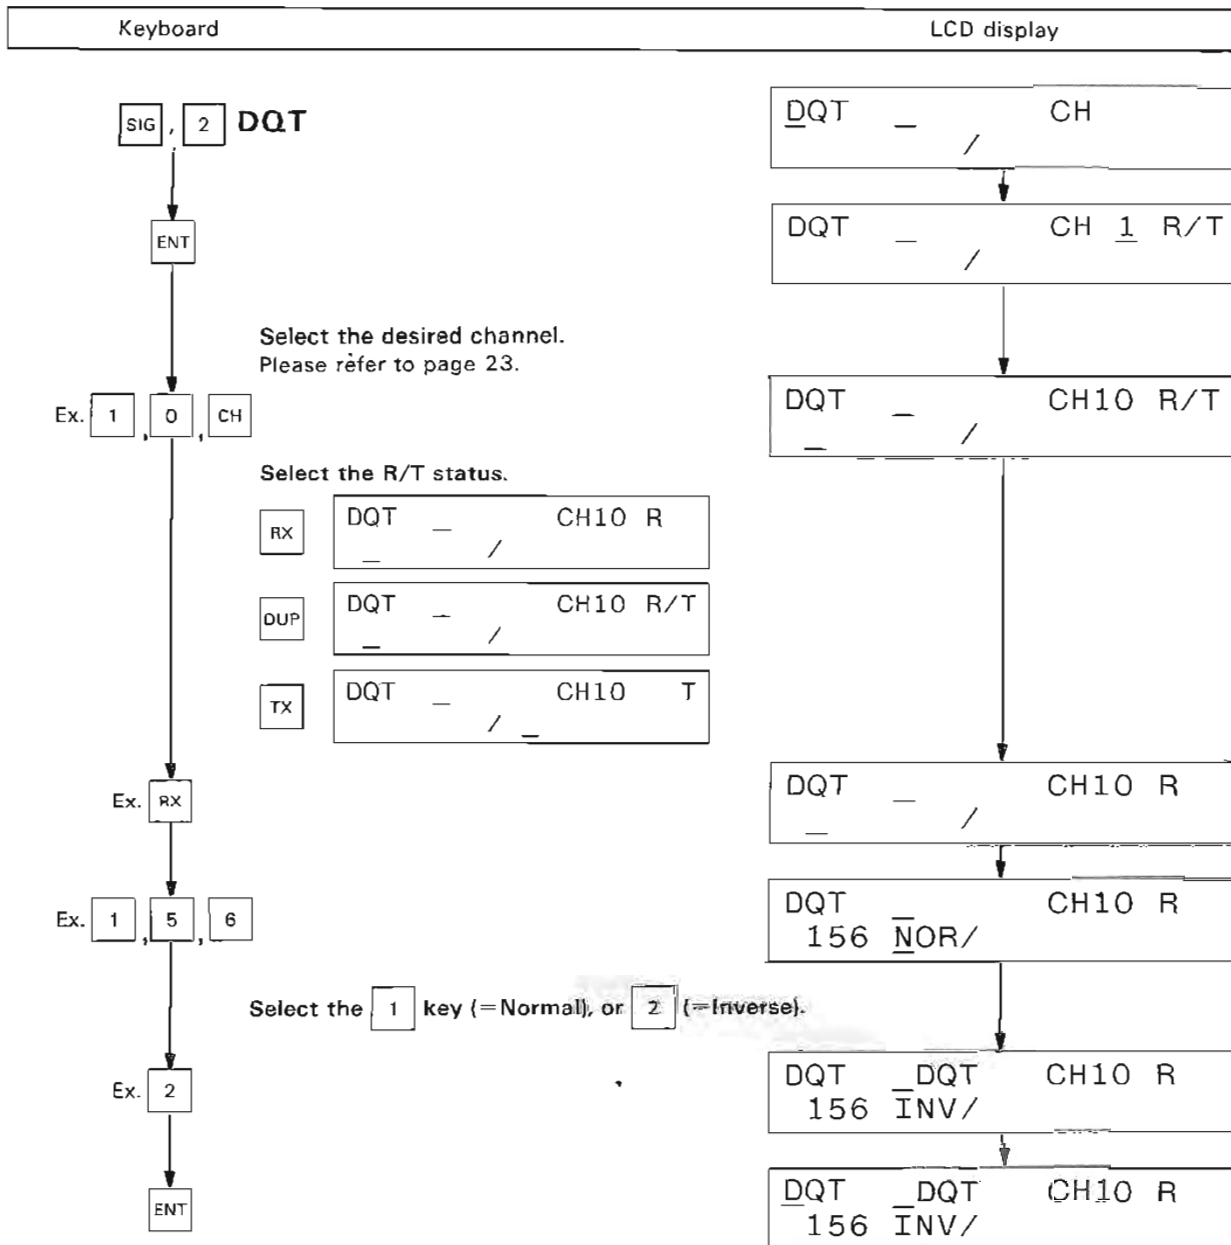 Keyboard LCD display
SIG , 2 DQT
DQT _ CH
/
ENT
DQT _ CH 1 R/T
/
Select the desired channel.
Please refer to page 23.
Ex. 1 , 0 , CH
DQT _ CH10 R/T
_ /
Select the R/T status.
RX
DQT _ CH10 R
_ /
DUP
DQT _ CH10 R/T
_ /
TX
DQT _ CH10 T
/ _
Ex. RX
DQT _ CH10 R
_ /
Ex. 1 , 5 , 6
DQT _ CH10 R
156 NOR/
Select the 1 key (=Normal), or 2 (=Inverse).
Ex. 2
DQT _DQT CH10 R
156 INV/
ENT
DQT _DQT CH10 R
156 INV/